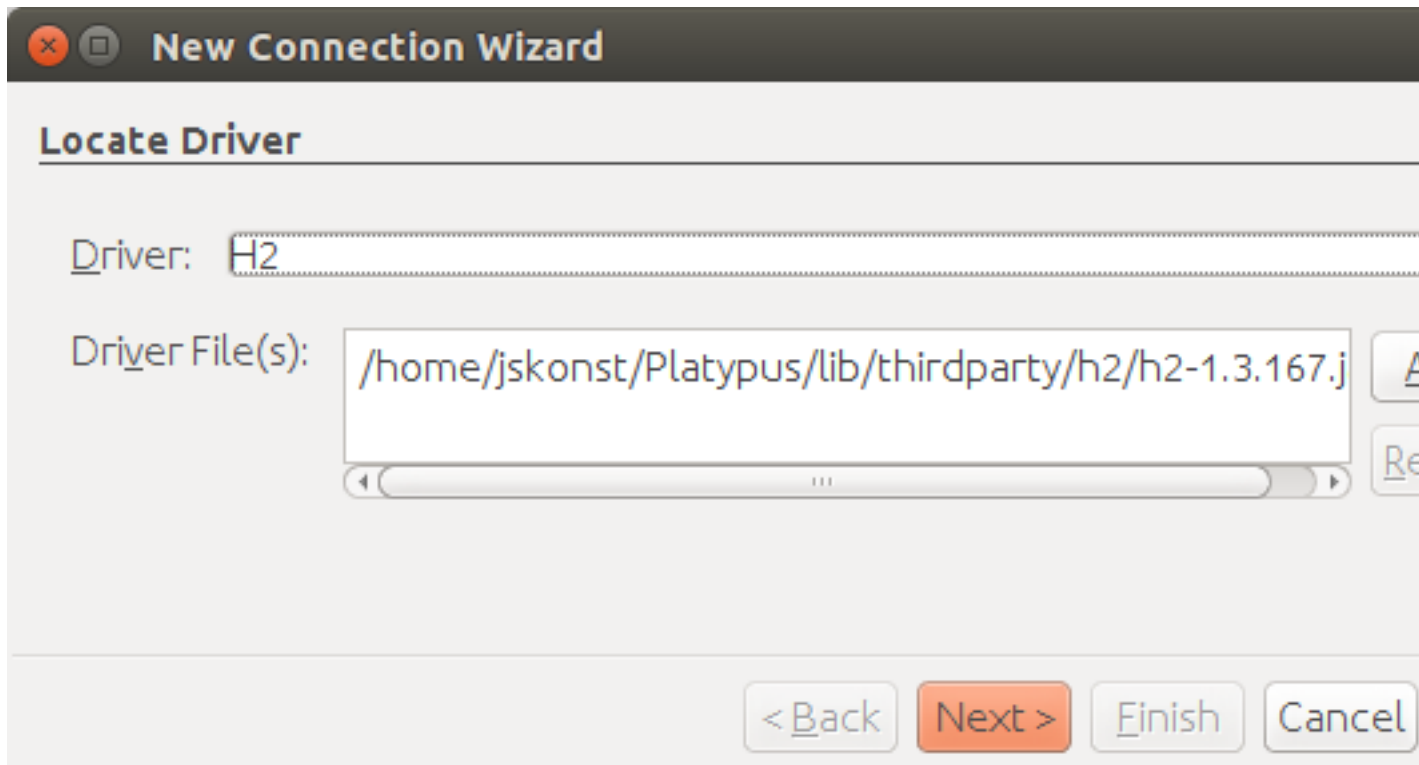 New Connection Wizard
Locate Driver
Driver: H2
Driver File(s): /home/jskonst/Platypus/lib/thirdparty/h2/h2-1.3.167.j
< Back Next > Finish Cancel